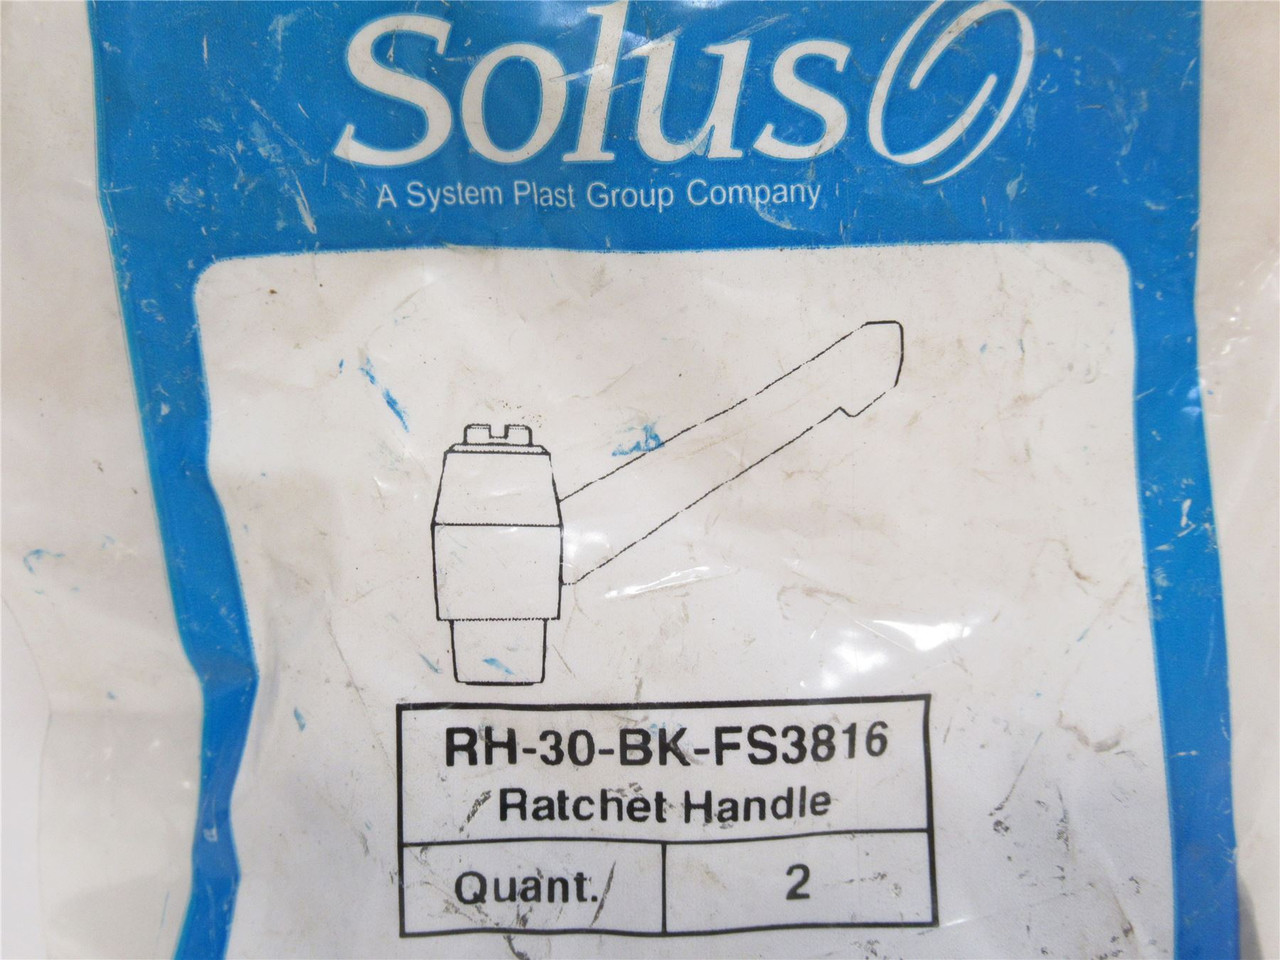 Solus
A System Plast Group Company
RH-30-BK-FS3816
Ratchet Handle
Quant.
2